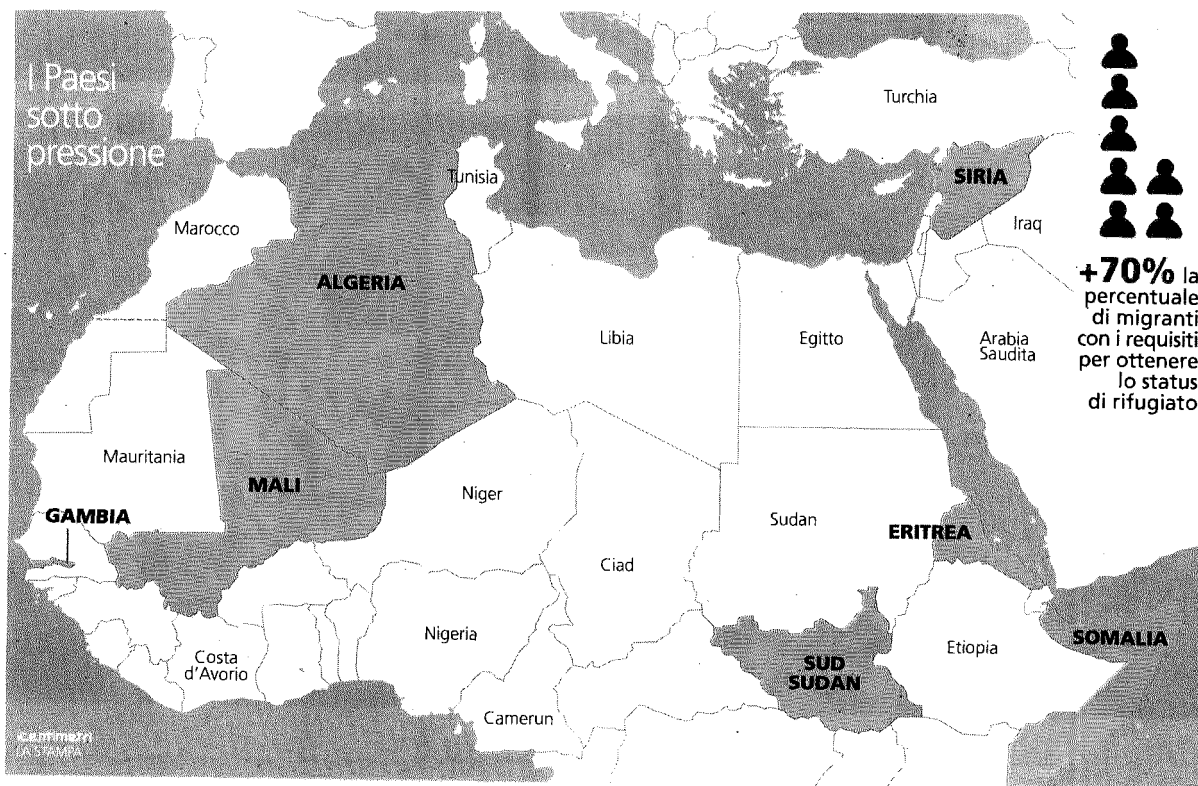 I Paesi
sotto
pressione
Turchia
Tunisia
SIRIA
Marocco
Iraq
ALGERIA
Libia
Egitto
Arabia
Saudita
+70% la
percentuale
di migranti
con i requisiti
per ottenere
lo status
di rifugiato
Mauritania
MALI
Niger
GAMBIA
Sudan
ERITREA
Ciad
Nigeria
Costa
d'Avorio
Etiopia
SOMALIA
SUD
SUDAN
Camerun
LA STAMPA